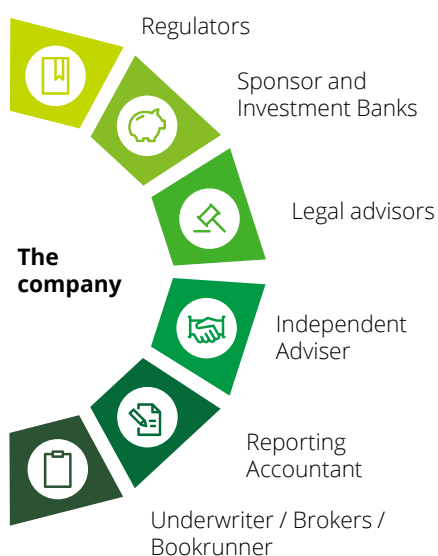 Regulators
Sponsor and
Investment Banks
Legal advisors
The
company
Independent
Adviser
Reporting
Accountant
Underwriter / Brokers /
Bookrunner